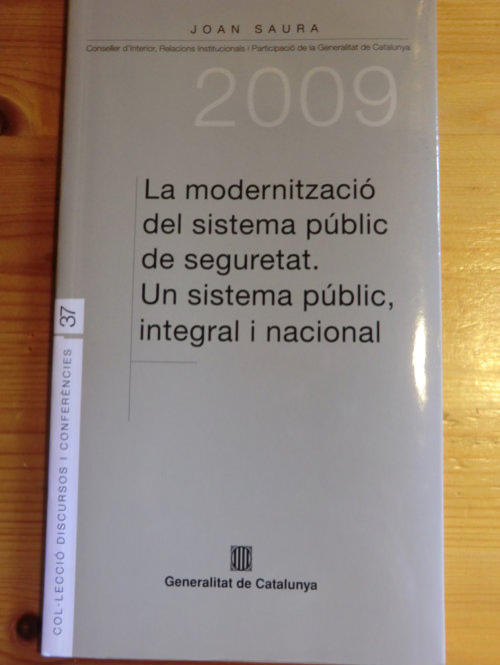 JOAN SAURA
Conseller d'Interior, Relacions Institucionals i Participació de la Generalitat de Catalunya
2009
La modernització
del sistema públic
de seguretat.
Un sistema públic,
integral i nacional
37
COL·LECCIÓ DISCURSOS I CONFERÈNCIES
Generalitat de Catalunya